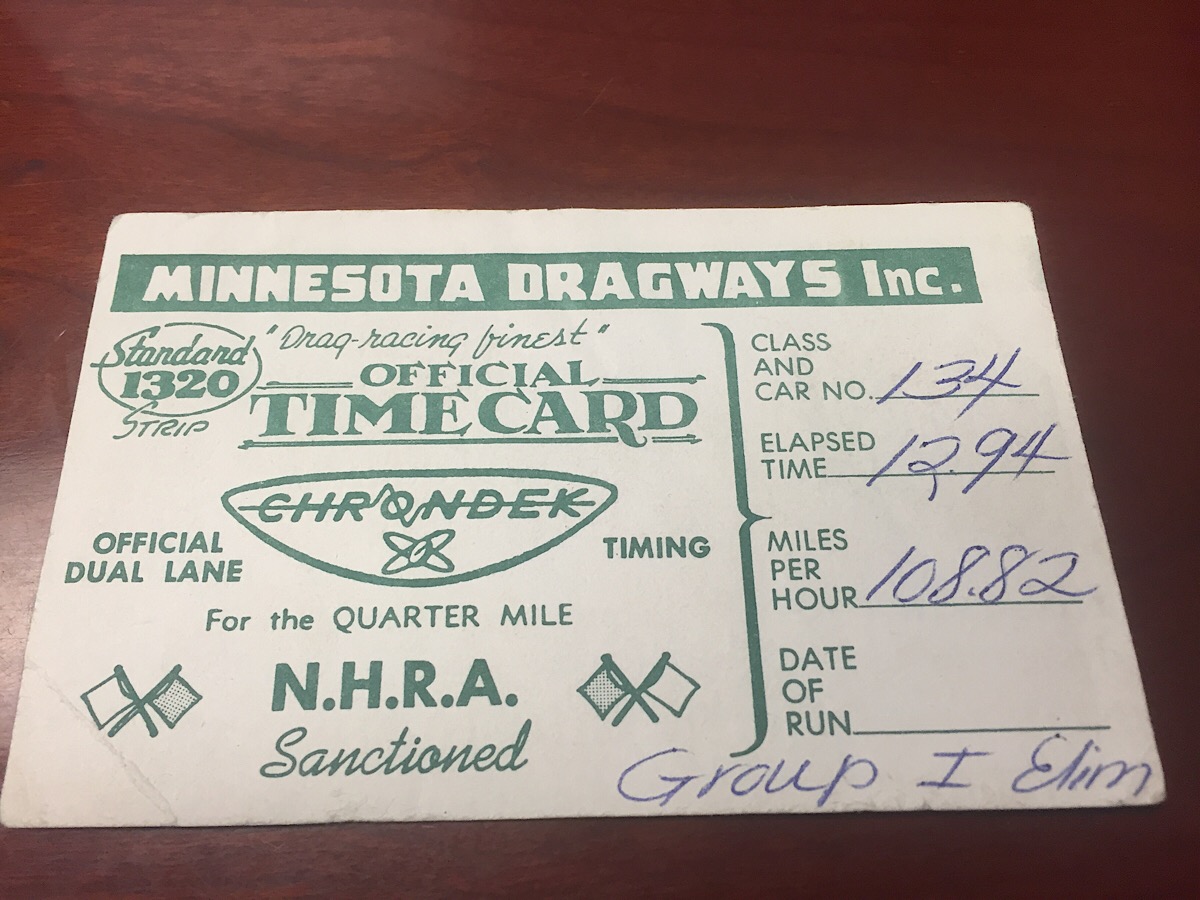 MINNESOTA DRAGWAYS Inc.
Standard
1320
STRIP
"Drag-racing finest"
OFFICIAL
TIME CARD
CHRONDEK
OFFICIAL
DUAL LANE
TIMING
For the QUARTER MILE
N.H.R.A.
Sanctioned
CLASS
AND
CAR NO. 134
ELAPSED
TIME 12.94
MILES
PER
HOUR 108.82
DATE
OF
RUN
Group I Elim